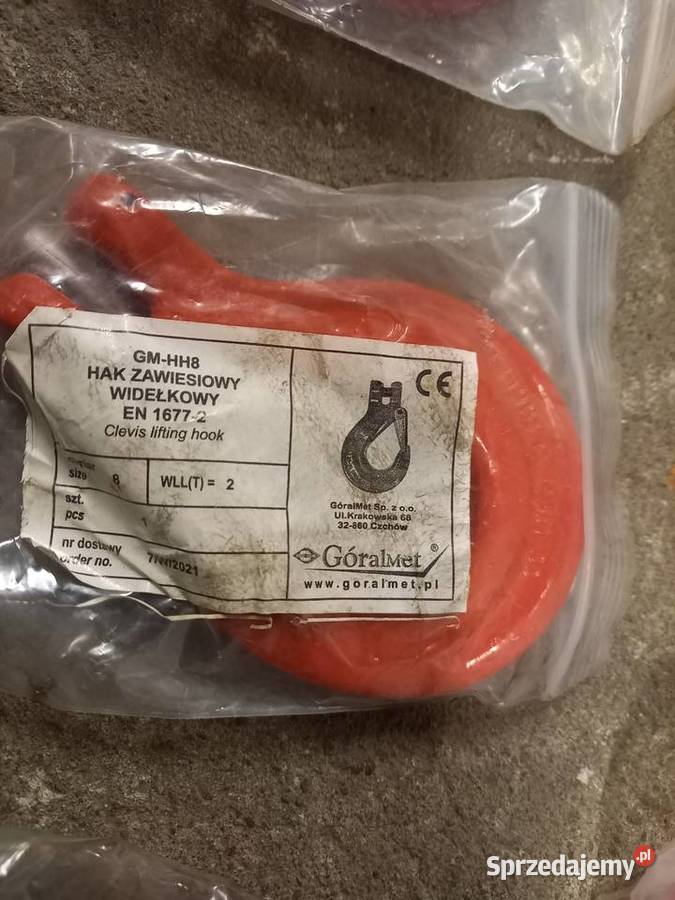 GM-HH8
HAK ZAWIESIOWY
WIDEŁKOWY
EN 1677-2
Clevis lifting hook
size 8
WLL(T) = 2
szt.
pcs 1
nr dostawy
order no.
CE
GóralMet Sp. z o.o.
Ul.Krakowska 68
32-860 Czchów
GóralMet®
www.goralmet.pl
Sprzedajemy.pl